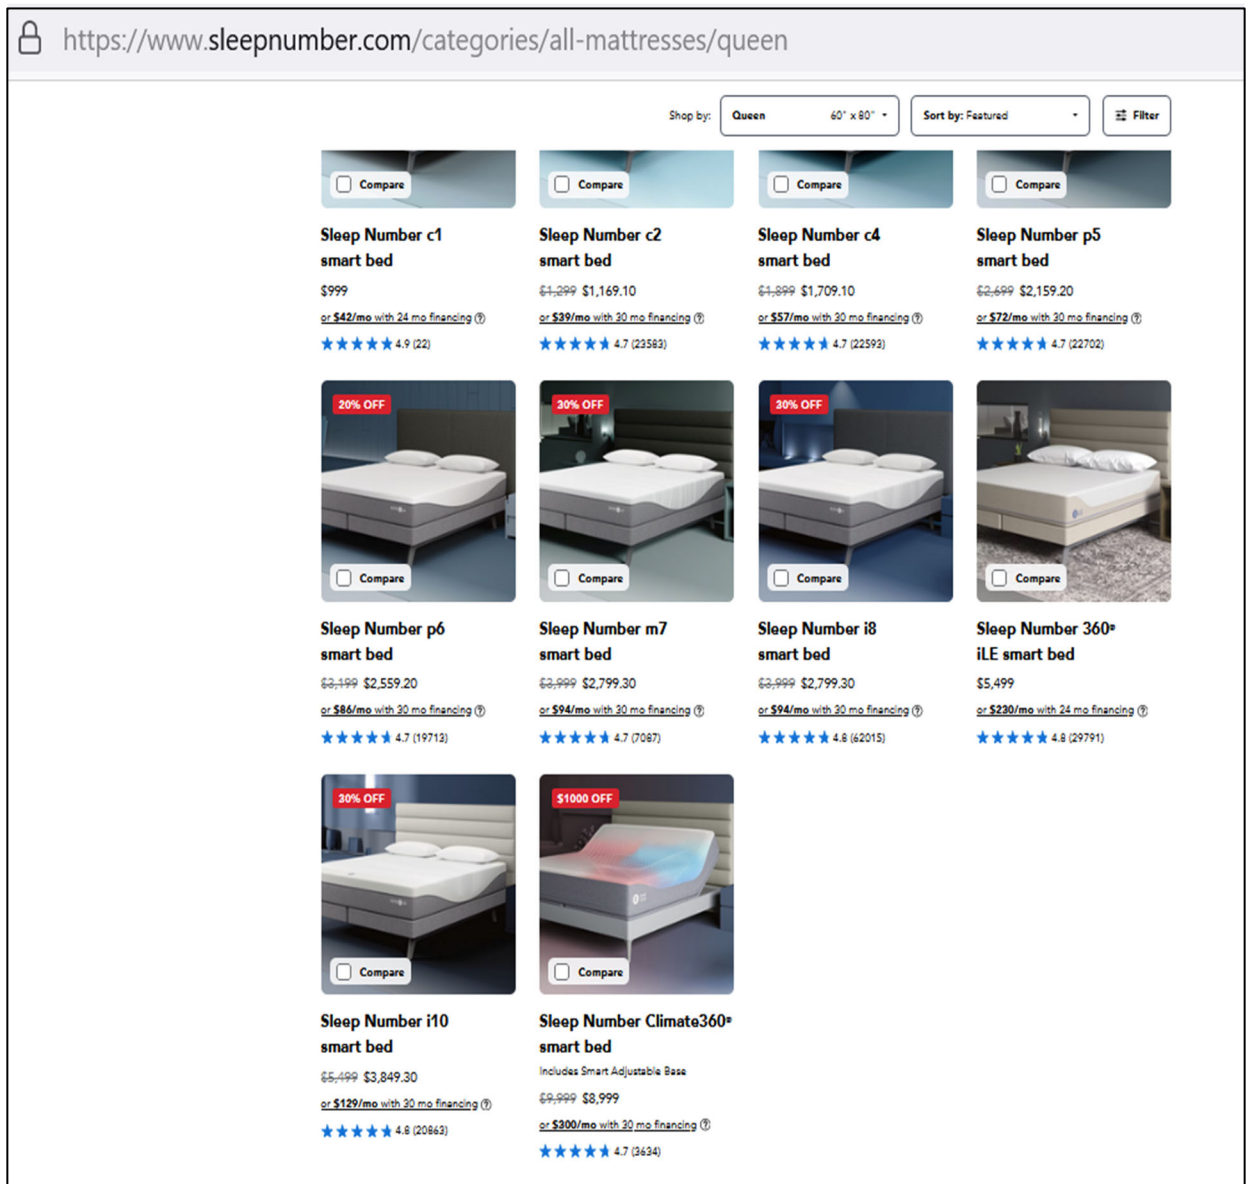 https://www.sleepnumber.com/categories/all-mattresses/queen
Shop by: Queen 60" x 80" Sort by: Featured Filter
Compare Compare Compare Compare
Sleep Number c1 Sleep Number c2 Sleep Number c4 Sleep Number p5
smart bed smart bed smart bed smart bed
$999 $1,299 $1,169.10 $1,899 $1,709.10 $2,699 $2,159.20
or $42/mo with 24 mo financing ? or $39/mo with 30 mo financing ? or $57/mo with 30 mo financing ? or $72/mo with 30 mo financing ?
4.9 (22) 4.7 (23583) 4.7 (22593) 4.7 (22702)
20% OFF 30% OFF 30% OFF
Compare Compare Compare Compare
Sleep Number p6 Sleep Number m7 Sleep Number i8 Sleep Number 360®
smart bed smart bed smart bed iLE smart bed
$3,199 $2,559.20 $3,999 $2,799.30 $3,999 $2,799.30 $5,499
or $86/mo with 30 mo financing ? or $94/mo with 30 mo financing ? or $94/mo with 30 mo financing ? or $230/mo with 24 mo financing ?
4.7 (19713) 4.7 (7087) 4.8 (62015) 4.8 (29791)
30% OFF $1000 OFF
Compare Compare
Sleep Number i10 Sleep Number Climate360®
smart bed smart bed
Includes Smart Adjustable Base
$5,499 $3,849.30 $9,999 $8,999
or $129/mo with 30 mo financing ? or $300/mo with 30 mo financing ?
4.8 (20863) 4.7 (3634)